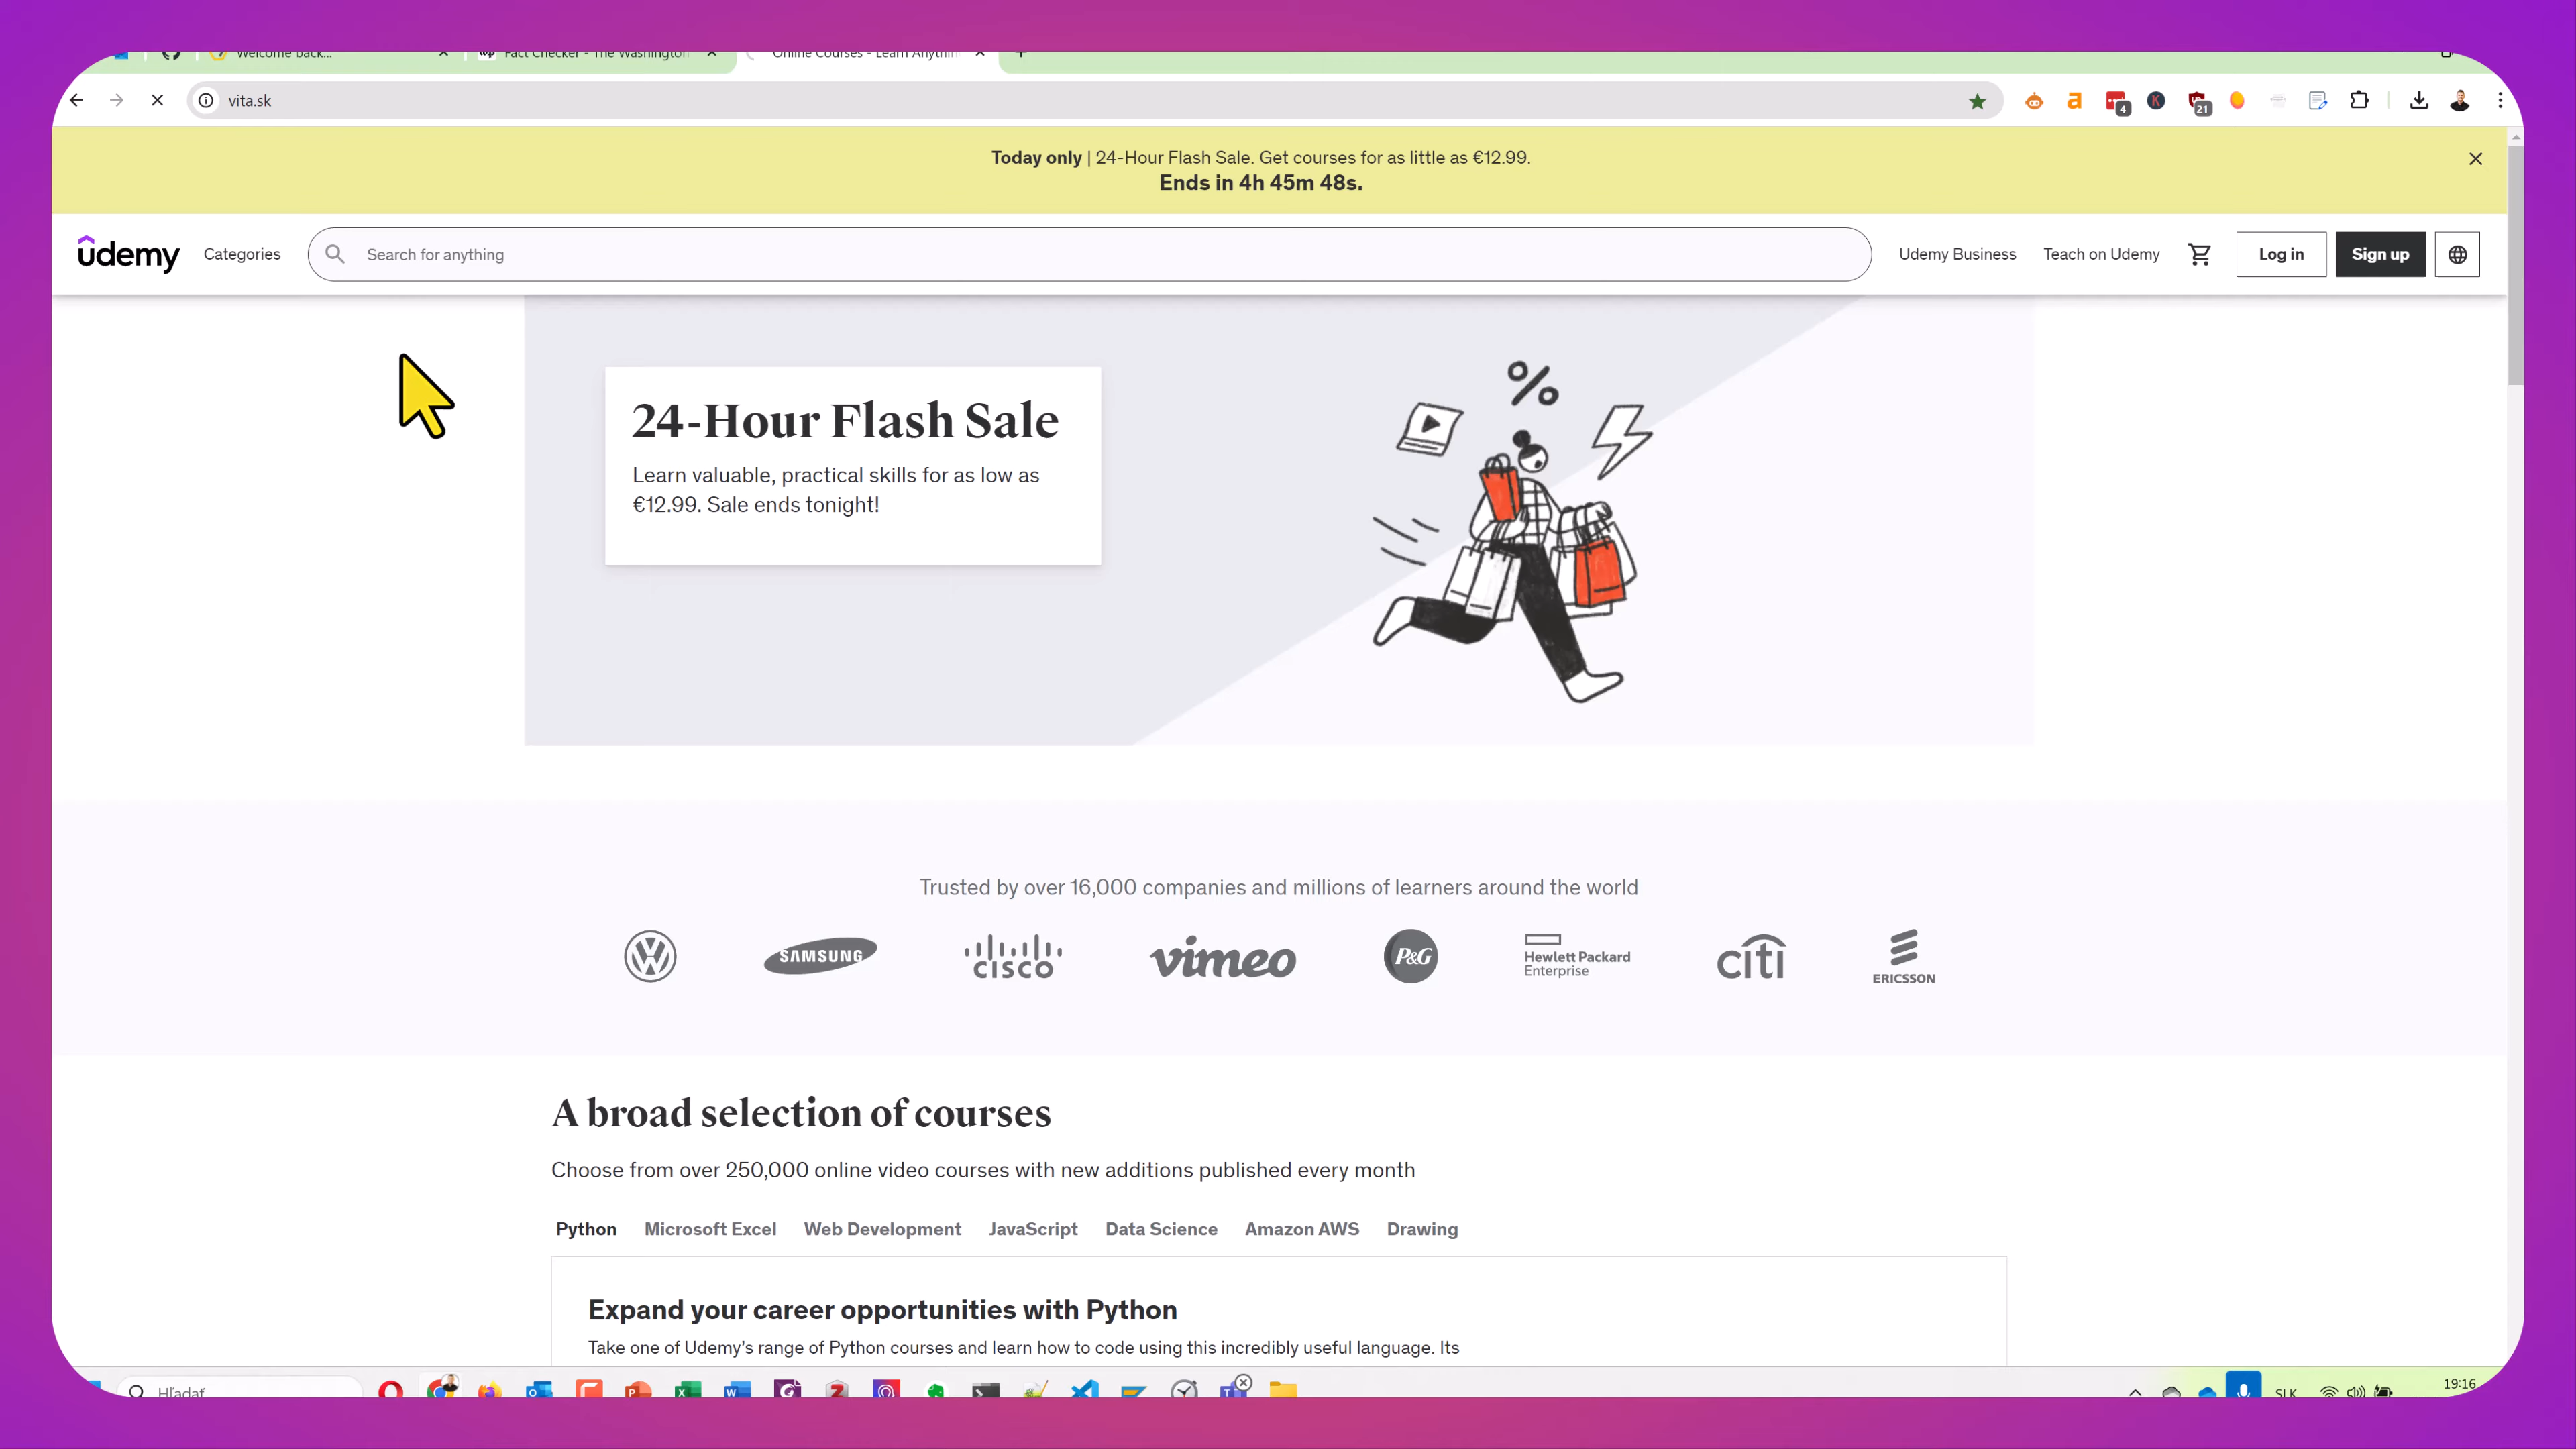 Welcome back...
Fact Checker - The Washington
Online Courses - Learn Anythin
vita.sk
4
21
Today only | 24-Hour Flash Sale. Get courses for as little as €12.99.
Ends in 4h 45m 48s.
udemy
Categories
Search for anything
Udemy Business
Teach on Udemy
Log in
Sign up
24-Hour Flash Sale
Learn valuable, practical skills for as low as
€12.99. Sale ends tonight!
Trusted by over 16,000 companies and millions of learners around the world
SAMSUNG
CISCO
vimeo
P&G
Hewlett Packard
Enterprise
citi
ERICSSON
A broad selection of courses
Choose from over 250,000 online video courses with new additions published every month
Python
Microsoft Excel
Web Development
JavaScript
Data Science
Amazon AWS
Drawing
Expand your career opportunities with Python
Take one of Udemy's range of Python courses and learn how to code using this incredibly useful language. Its
Hľadať
SLK
19:16